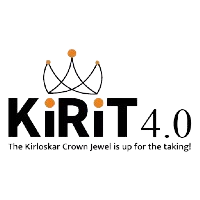 KiRiT 4.0
The Kirloskar Crown Jewel is up for the taking!